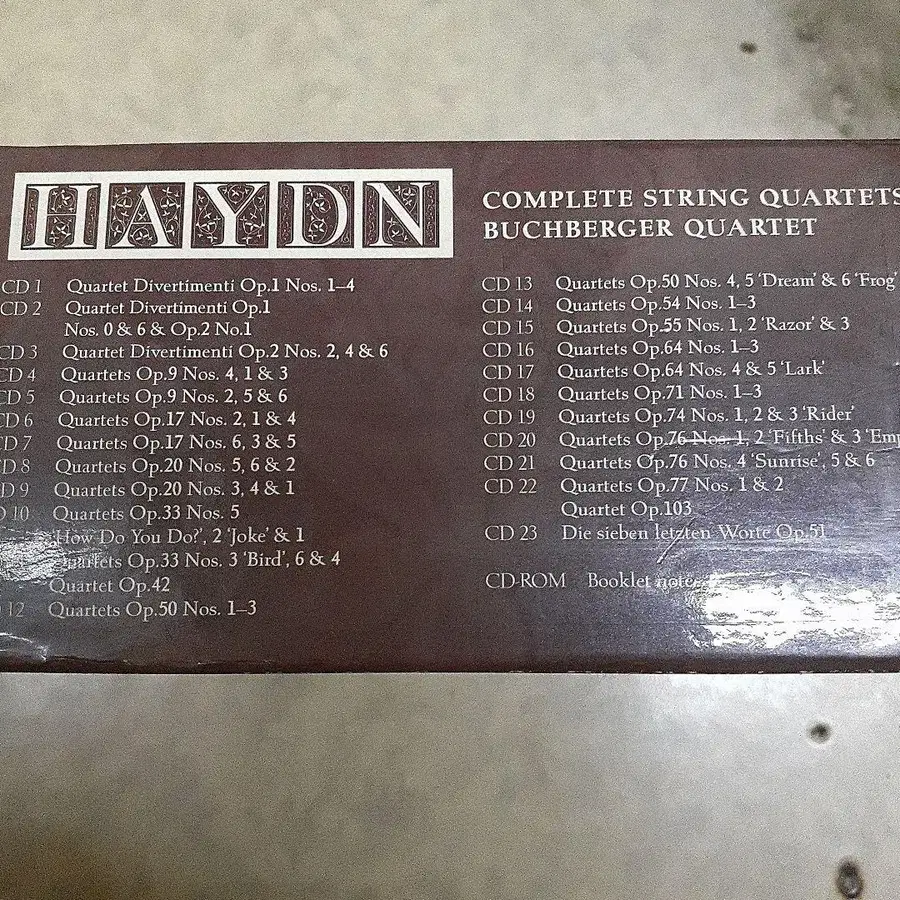 HAYDN
COMPLETE STRING QUARTETS
BUCHBERGER QUARTET
CD 1 Quartet Divertimenti Op.1 Nos. 1–4
CD 2 Quartet Divertimenti Op.1
Nos. 0 & 6 & Op.2 No.1
CD 3 Quartet Divertimenti Op.2 Nos. 2, 4 & 6
CD 4 Quartets Op.9 Nos. 4, 1 & 3
CD 5 Quartets Op.9 Nos. 2, 5 & 6
CD 6 Quartets Op.17 Nos. 2, 1 & 4
CD 7 Quartets Op.17 Nos. 6, 3 & 5
CD 8 Quartets Op.20 Nos. 5, 6 & 2
D 9 Quartets Op.20 Nos. 3, 4 & 1
10 Quartets Op.33 Nos. 5
'How Do You Do?', 2 'Joke' & 1
Quartets Op.33 Nos. 3 'Bird', 6 & 4
Quartet Op.42
12 Quartets Op.50 Nos. 1–3
CD 13 Quartets Op.50 Nos. 4, 5 'Dream' & 6 'Frog'
CD 14 Quartets Op.54 Nos. 1–3
CD 15 Quartets Op.55 Nos. 1, 2 'Razor' & 3
CD 16 Quartets Op.64 Nos. 1–3
CD 17 Quartets Op.64 Nos. 4 & 5 'Lark'
CD 18 Quartets Op.71 Nos. 1–3
CD 19 Quartets Op.74 Nos. 1, 2 & 3 'Rider'
CD 20 Quartets Op.76 Nos. 1, 2 'Fifths' & 3 'Emp
CD 21 Quartets Op.76 Nos. 4 'Sunrise', 5 & 6
CD 22 Quartets Op.77 Nos. 1 & 2
Quartet Op.103
CD 23 Die sieben letzten Worte Op.51
CD-ROM Booklet notes